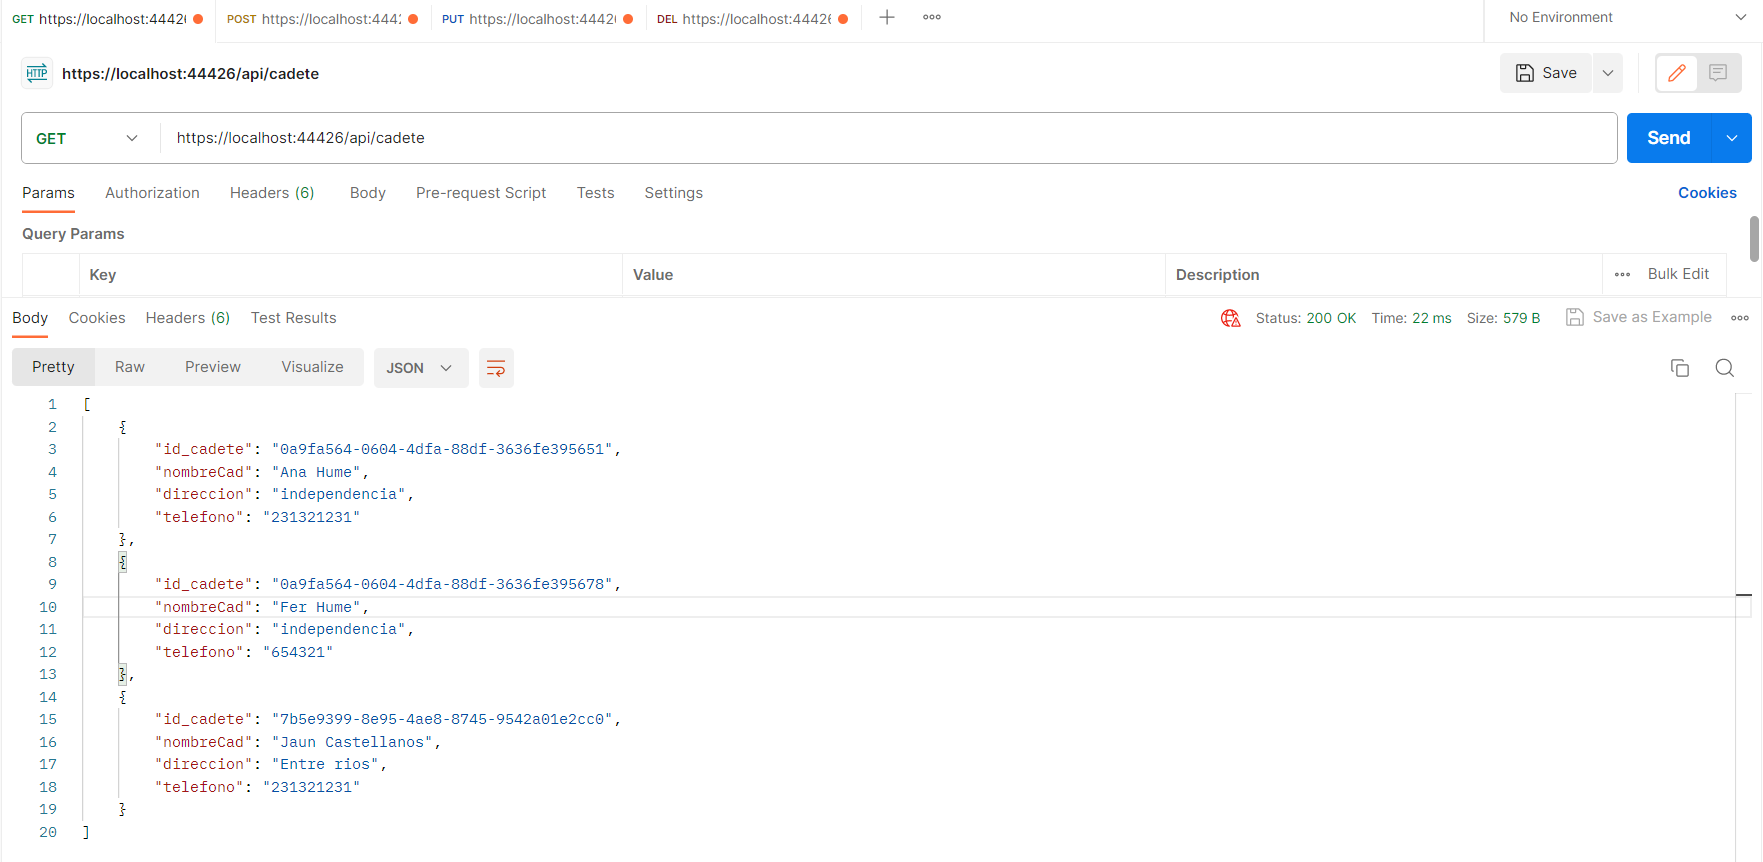 GET https://localhost:4442 POST https://localhost:444 PUT https://localhost:4442 DEL https://localhost:4442 No Environment
HTTP https://localhost:44426/api/cadete Save
GET https://localhost:44426/api/cadete Send
Params Authorization Headers (6) Body Pre-request Script Tests Settings Cookies
Query Params
Key Value Description Bulk Edit
Body Cookies Headers (6) Test Results Status: 200 OK Time: 22 ms Size: 579 B Save as Example
Pretty Raw Preview Visualize JSON
1 [
2 {
3 "id_cadete": "0a9fa564-0604-4dfa-88df-3636fe395651",
4 "nombreCad": "Ana Hume",
5 "direccion": "independencia",
6 "telefono": "231321231"
7 },
8 {
9 "id_cadete": "0a9fa564-0604-4dfa-88df-3636fe395678",
10 "nombreCad": "Fer Hume",
11 "direccion": "independencia",
12 "telefono": "654321"
13 },
14 {
15 "id_cadete": "7b5e9399-8e95-4ae8-8745-9542a01e2cc0",
16 "nombreCad": "Jaun Castellanos",
17 "direccion": "Entre rios",
18 "telefono": "231321231"
19 }
20 ]